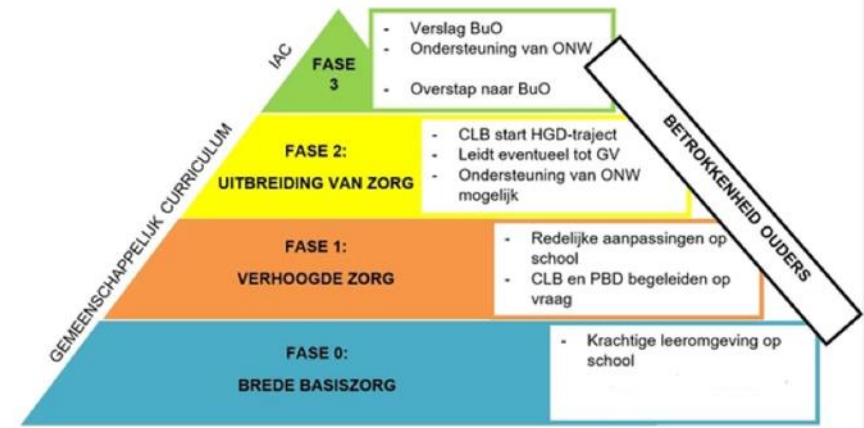 IAC
FASE
3
- Verslag BuO
- Ondersteuning van ONW
- Overstap naar BuO
GEMEENSCHAPPELIJK CURRICULUM
BETROKKENHEID OUDERS
FASE 2:
UITBREIDING VAN ZORG
- CLB start HGD-traject
- Leidt eventueel tot GV
- Ondersteuning van ONW
mogelijk
FASE 1:
VERHOOGDE ZORG
- Redelijke aanpassingen op
school
- CLB en PBD begeleiden op
vraag
FASE 0:
BREDE BASISZORG
- Krachtige leeromgeving op
school